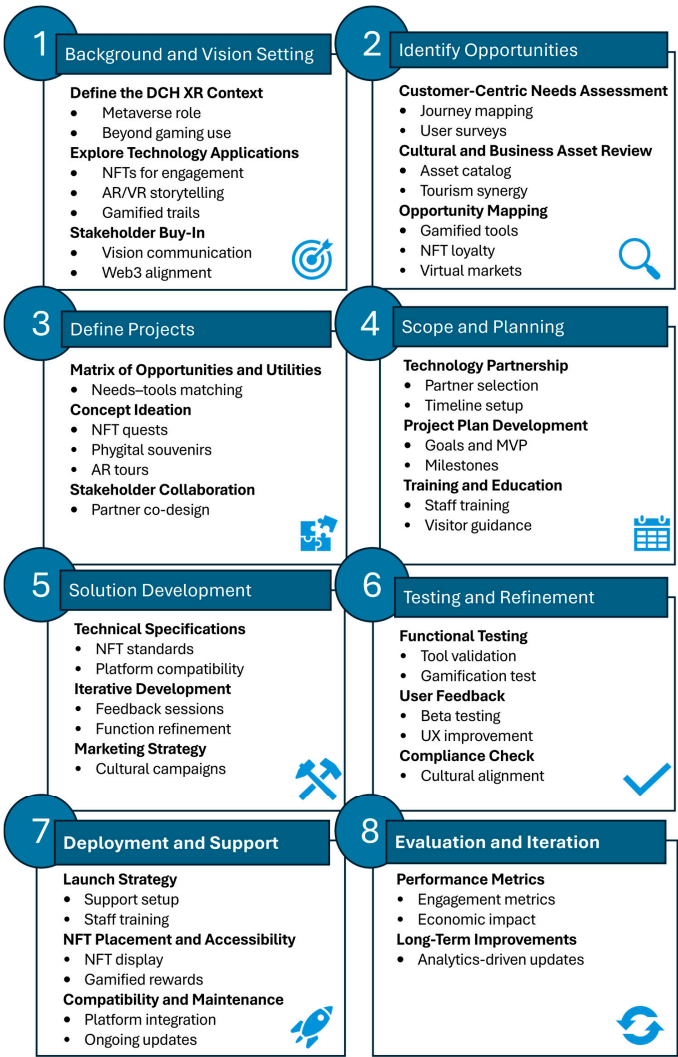 1
Background and Vision Setting
Define the DCH XR Context
• Metaverse role
• Beyond gaming use
Explore Technology Applications
• NFTs for engagement
• AR/VR storytelling
• Gamified trails
Stakeholder Buy-In
• Vision communication
• Web3 alignment
2
Identify Opportunities
Customer-Centric Needs Assessment
• Journey mapping
• User surveys
Cultural and Business Asset Review
• Asset catalog
• Tourism synergy
Opportunity Mapping
• Gamified tools
• NFT loyalty
• Virtual markets
3
Define Projects
Matrix of Opportunities and Utilities
• Needs–tools matching
Concept Ideation
• NFT quests
• Phygital souvenirs
• AR tours
Stakeholder Collaboration
• Partner co-design
4
Scope and Planning
Technology Partnership
• Partner selection
• Timeline setup
Project Plan Development
• Goals and MVP
• Milestones
Training and Education
• Staff training
• Visitor guidance
5
Solution Development
Technical Specifications
• NFT standards
• Platform compatibility
Iterative Development
• Feedback sessions
• Function refinement
Marketing Strategy
• Cultural campaigns
6
Testing and Refinement
Functional Testing
• Tool validation
• Gamification test
User Feedback
• Beta testing
• UX improvement
Compliance Check
• Cultural alignment
7
Deployment and Support
Launch Strategy
• Support setup
• Staff training
NFT Placement and Accessibility
• NFT display
• Gamified rewards
Compatibility and Maintenance
• Platform integration
• Ongoing updates
8
Evaluation and Iteration
Performance Metrics
• Engagement metrics
• Economic impact
Long-Term Improvements
• Analytics-driven updates